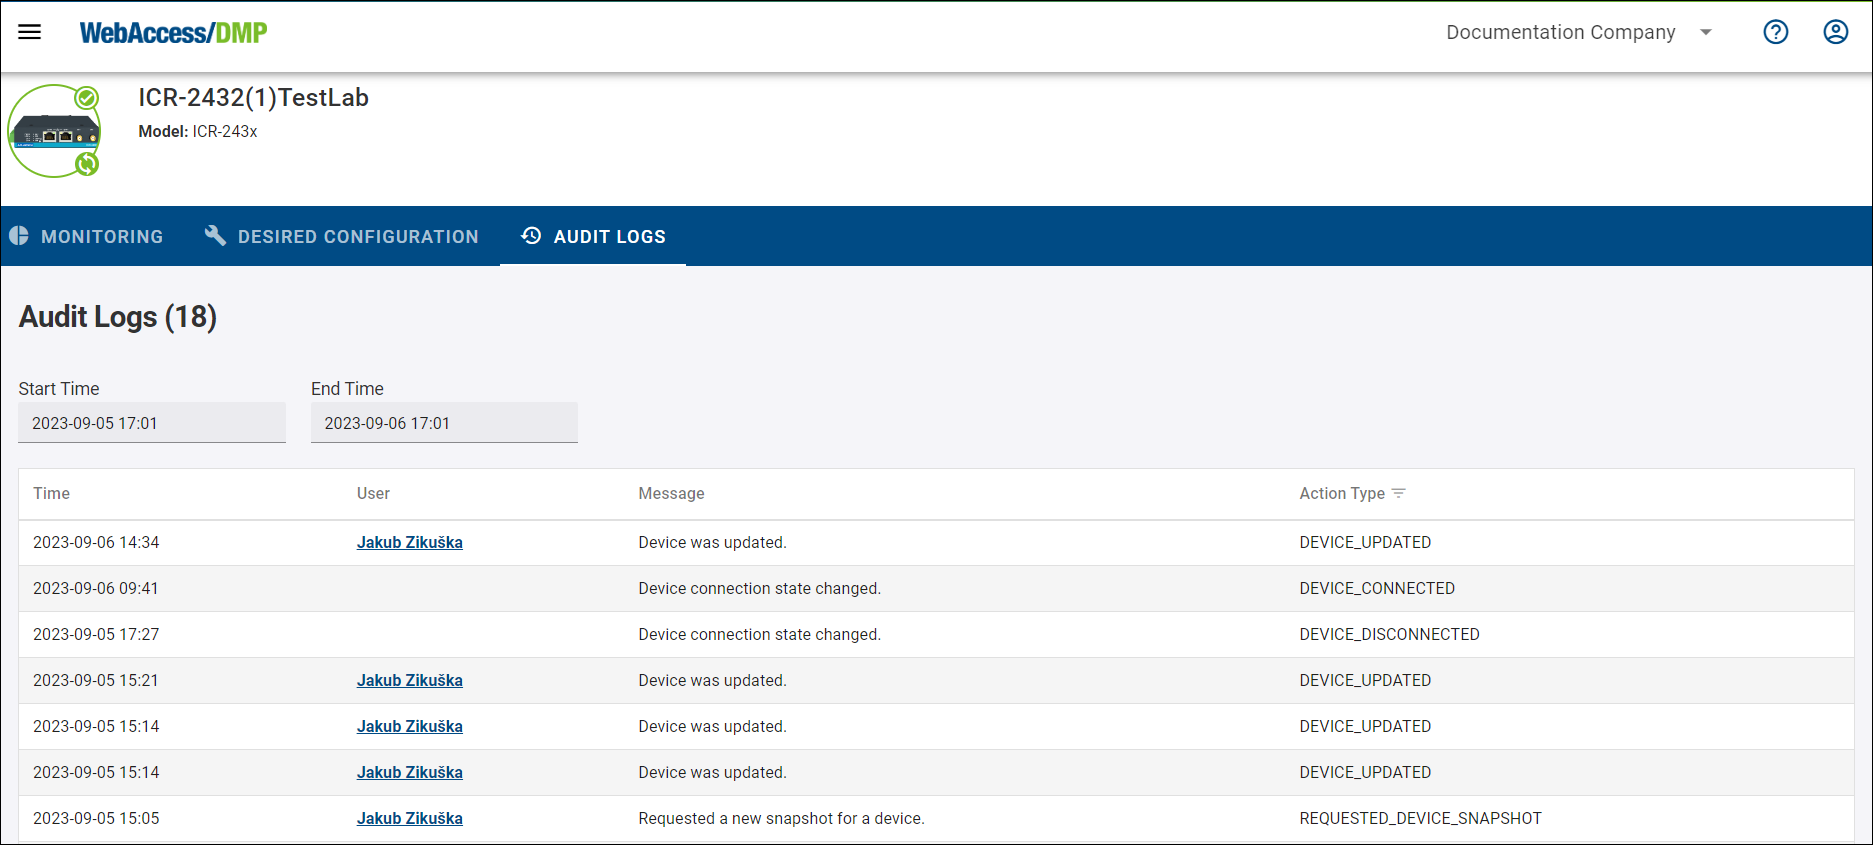 WebAccess/DMP
Documentation Company
ICR-2432(1)TestLab
Model: ICR-243x
MONITORING
DESIRED CONFIGURATION
AUDIT LOGS
Audit Logs (18)
Start Time
End Time
2023-09-05 17:01
2023-09-06 17:01
Time User Message Action Type
2023-09-06 14:34 Jakub Zikuška Device was updated. DEVICE_UPDATED
2023-09-06 09:41 Device connection state changed. DEVICE_CONNECTED
2023-09-05 17:27 Device connection state changed. DEVICE_DISCONNECTED
2023-09-05 15:21 Jakub Zikuška Device was updated. DEVICE_UPDATED
2023-09-05 15:14 Jakub Zikuška Device was updated. DEVICE_UPDATED
2023-09-05 15:14 Jakub Zikuška Device was updated. DEVICE_UPDATED
2023-09-05 15:05 Jakub Zikuška Requested a new snapshot for a device. REQUESTED_DEVICE_SNAPSHOT